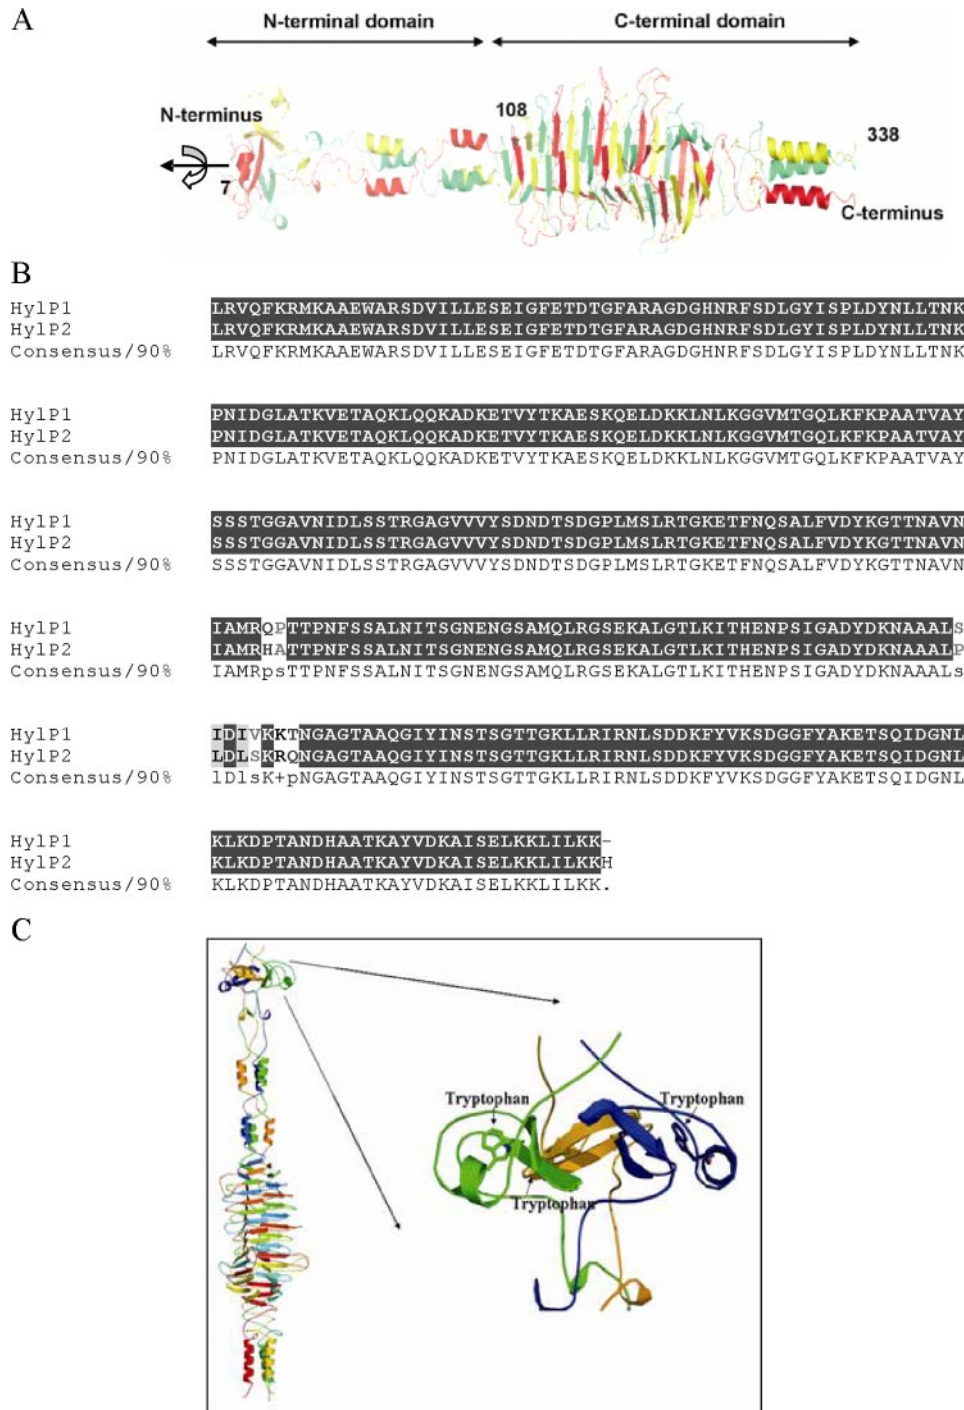 A
N-terminal domain C-terminal domain
N-terminus
108
338
7
C-terminus
B
HylP1 LRVQFKRMKAAEWARSDVILLESEIGFETDTGFARAGDGHNRFSDLGYISPLDYNLLTNK
HylP2 LRVQFKRMKAAEWARSDVILLESEIGFETDTGFARAGDGHNRFSDLGYISPLDYNLLTNK
Consensus/90% LRVQFKRMKAAEWARSDVILLESEIGFETDTGFARAGDGHNRFSDLGYISPLDYNLLTNK
HylP1 PNIDGLATKVETAQKLQQKADKETVYTKAESKQELDKKLNLKGGVMTGQLKFKPAATVAY
HylP2 PNIDGLATKVETAQKLQQKADKETVYTKAESKQELDKKLNLKGGVMTGQLKFKPAATVAY
Consensus/90% PNIDGLATKVETAQKLQQKADKETVYTKAESKQELDKKLNLKGGVMTGQLKFKPAATVAY
HylP1 SSSTGGAVNIDLSSTRGAGVVVYSDNDTSDGPLMSLRTGKETFNQSALFVDYKGTTNAVN
HylP2 SSSTGGAVNIDLSSTRGAGVVVYSDNDTSDGPLMSLRTGKETFNQSALFVDYKGTTNAVN
Consensus/90% SSSTGGAVNIDLSSTRGAGVVVYSDNDTSDGPLMSLRTGKETFNQSALFVDYKGTTNAVN
HylP1 IAMRQPTTPNFSSALNITSGNENGSAMQLRGSEKALGTLKITHENPSIGADYDKNAAALS
HylP2 IAMRHATTPNFSSALNITSGNENGSAMQLRGSEKALGTLKITHENPSIGADYDKNAAALP
Consensus/90% IAMRpsTTPNFSSALNITSGNENGSAMQLRGSEKALGTLKITHENPSIGADYDKNAAALs
HylP1 IDIVKKTNGAGTAAQGIYINSTSGTTGKLLRIRNLSDDKFYVKSDGGFYAKETSQIDGNL
HylP2 LDLSKRQNGAGTAAQGIYINSTSGTTGKLLRIRNLSDDKFYVKSDGGFYAKETSQIDGNL
Consensus/90% lDlsK+pNGAGTAAQGIYINSTSGTTGKLLRIRNLSDDKFYVKSDGGFYAKETSQIDGNL
HylP1 KLKDPTANDHAATKAYVDKAISELKKLILKK-
HylP2 KLKDPTANDHAATKAYVDKAISELKKLILKKH
Consensus/90% KLKDPTANDHAATKAYVDKAISELKKLILKK.
C
Tryptophan Tryptophan
Tryptophan